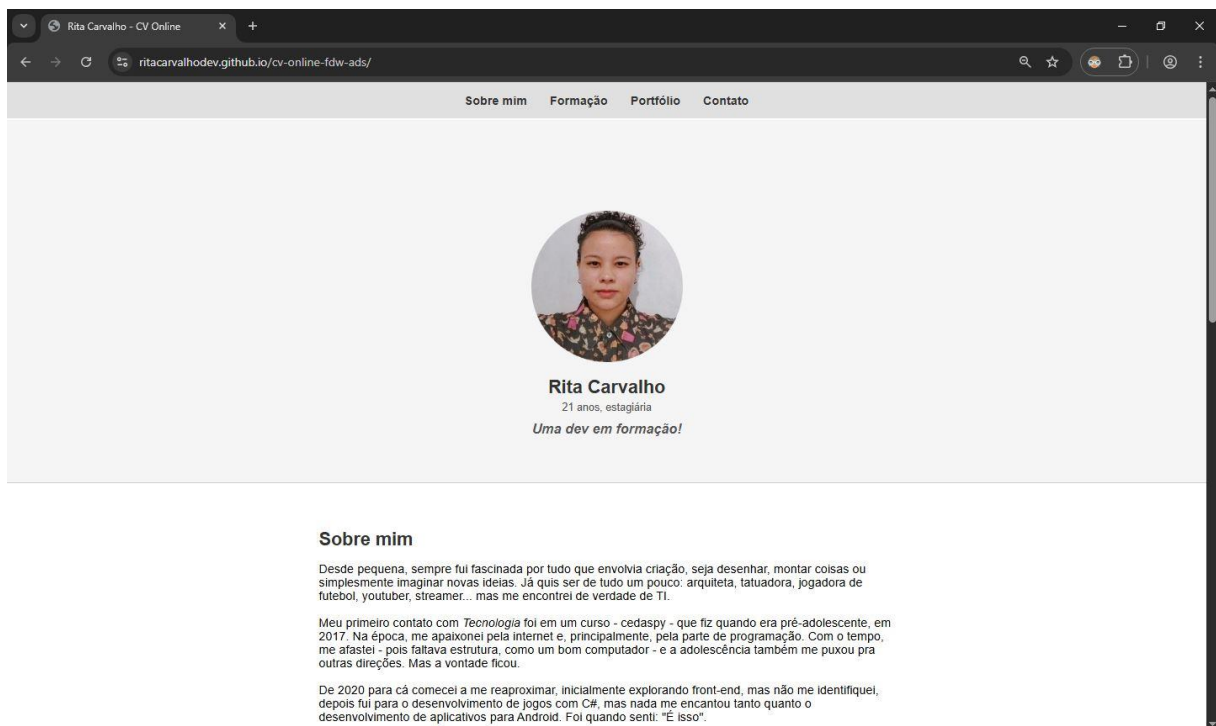 Rita Carvalho - CV Online
ritacarvalhodev.github.io/cv-online-fdw-ads/
Sobre mim Formação Portfólio Contato
Rita Carvalho
21 anos, estagiária
Uma dev em formação!
Sobre mim
Desde pequena, sempre fui fascinada por tudo que envolvia criação, seja desenhar, montar coisas ou
simplesmente imaginar novas ideias. Já quis ser de tudo um pouco: arquiteta, tatuadora, jogadora de
futebol, youtuber, streamer... mas me encontrei de verdade de TI.
Meu primeiro contato com Tecnologia foi em um curso - cedaspy - que fiz quando era pré-adolescente, em
2017. Na época, me apaixonei pela internet e, principalmente, pela parte de programação. Com o tempo,
me afastei - pois faltava estrutura, como um bom computador - e a adolescência também me puxou pra
outras direções. Mas a vontade ficou.
De 2020 para cá comecei a me reaproximar, inicialmente explorando front-end, mas não me identifiquei,
depois fui para o desenvolvimento de jogos com C#, mas nada me encantou tanto quanto o
desenvolvimento de aplicativos para Android. Foi quando senti: "É isso".